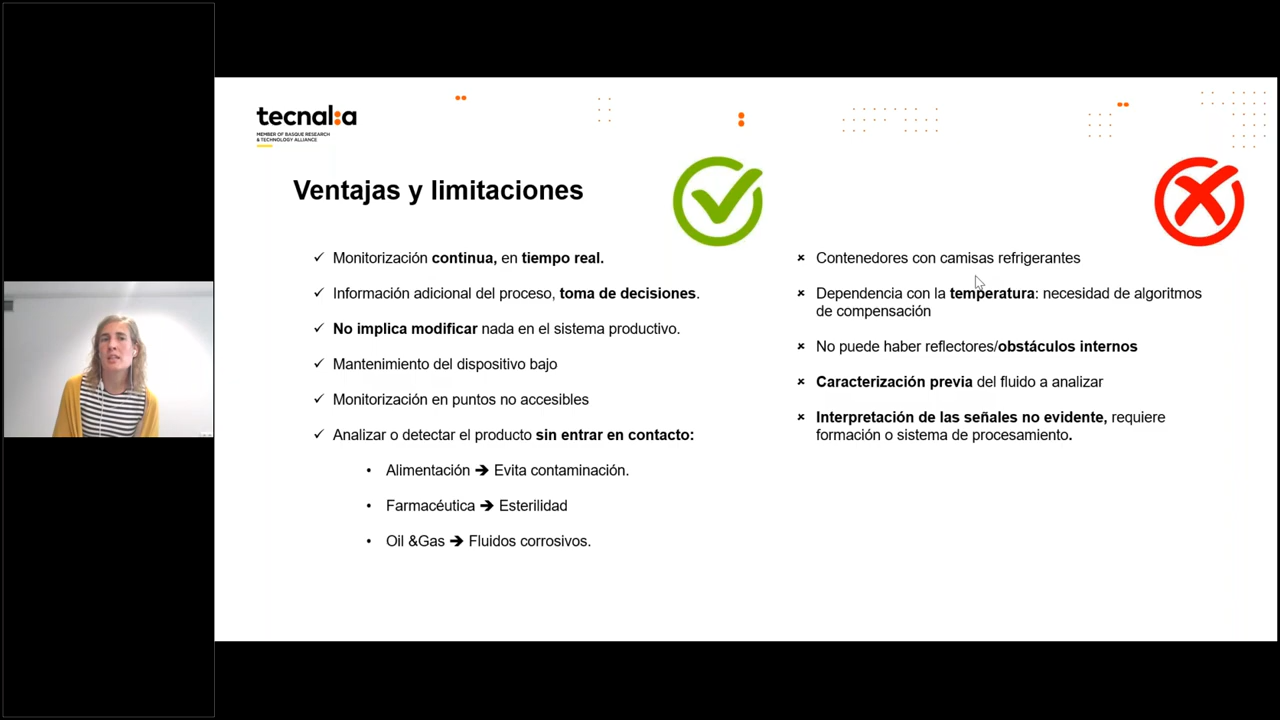 tecnalia
MEMBER OF BASQUE RESEARCH
& TECHNOLOGY ALLIANCE
Ventajas y limitaciones
✓ Monitorización continua, en tiempo real.
✓ Información adicional del proceso, toma de decisiones.
✓ No implica modificar nada en el sistema productivo.
✓ Mantenimiento del dispositivo bajo
✓ Monitorización en puntos no accesibles
✓ Analizar o detectar el producto sin entrar en contacto:
• Alimentación ➔ Evita contaminación.
• Farmacéutica ➔ Esterilidad
• Oil &Gas ➔ Fluidos corrosivos.
× Contenedores con camisas refrigerantes
× Dependencia con la temperatura: necesidad de algoritmos
de compensación
× No puede haber reflectores/obstáculos internos
× Caracterización previa del fluido a analizar
× Interpretación de las señales no evidente, requiere
formación o sistema de procesamiento.